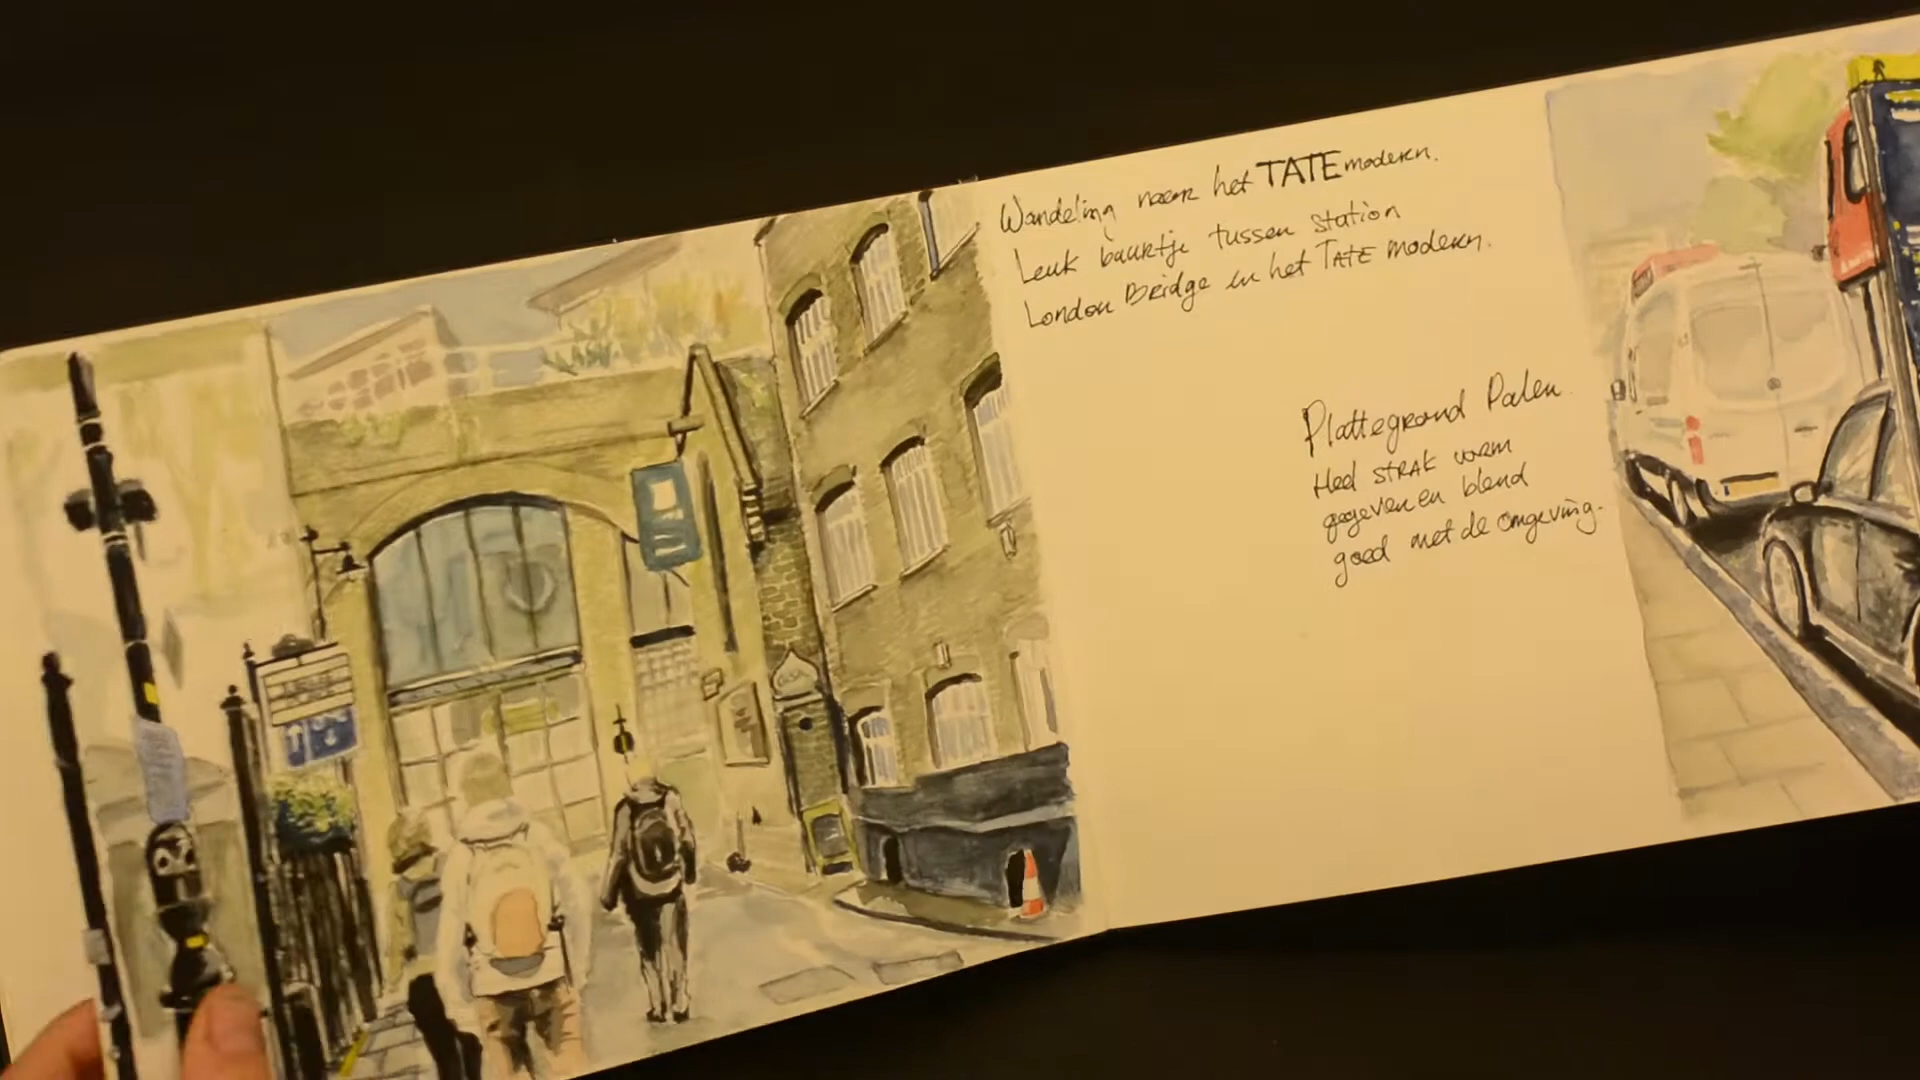 Wandeling naar het TATE modern.
Leuk buurtje tussen station
London Bridge en het TATE modern.
Plattegrond Palen.
Heel STRAK vorm
gegeven en blend
goed met de omgeving.